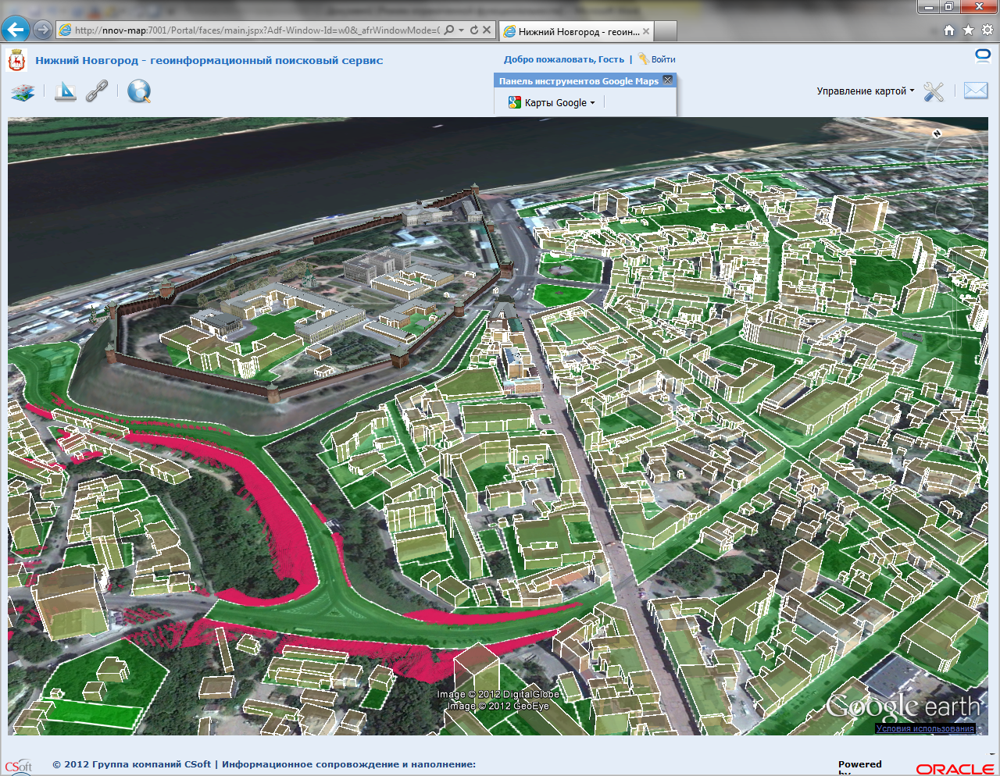 http://nnov-map:7001/Portal/faces/main.jspx?Adf-Window-Id=w0&_afrWindowMode=0
Нижний Новгород - геоин...
Нижний Новгород - геоинформационный поисковый сервис
Добро пожаловать, Гость | Войти
Панель инструментов Google Maps
Карты Google
Управление картой
N
Image © 2012 DigitalGlobe
Image © 2012 GeoEye
Google earth
Условия использования
CSoft
© 2012 Группа компаний CSoft | Информационное сопровождение и наполнение:
Powered
by
ORACLE